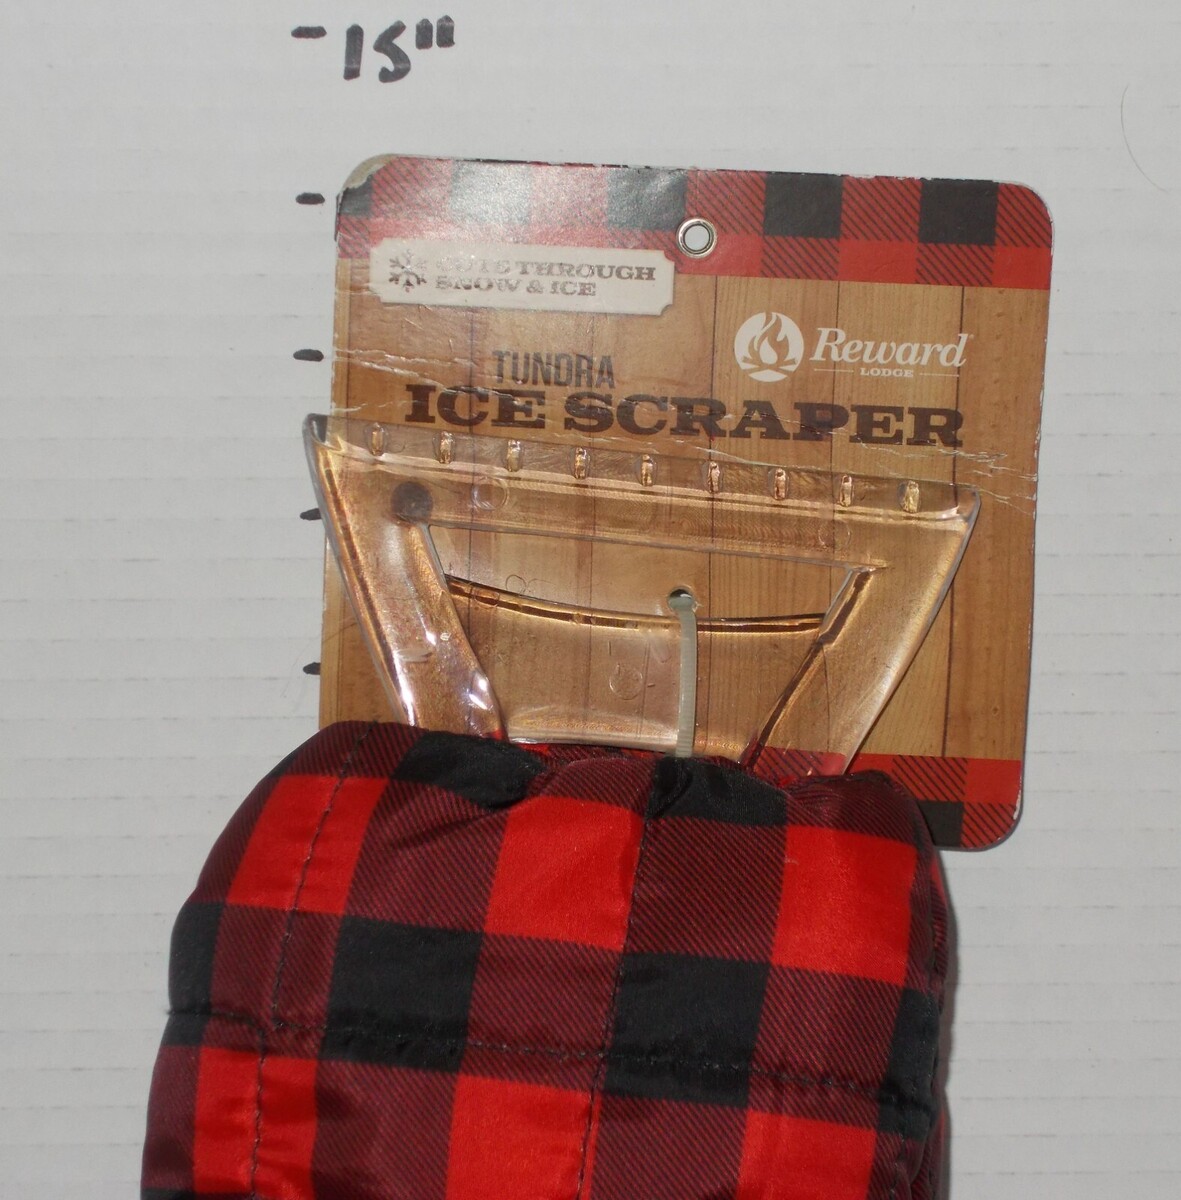 15"
CUTS THROUGH
SNOW & ICE
Reward
LODGE
TUNDRA
ICE SCRAPER